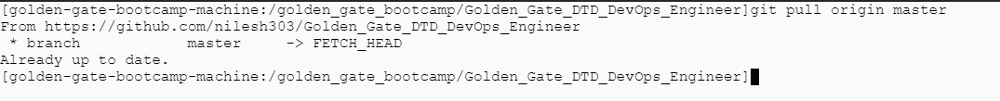 [golden-gate-bootcamp-machine:/golden_gate_bootcamp/Golden_Gate_DTD_DevOps_Engineer]git pull origin master
From https://github.com/nilesh303/Golden_Gate_DTD_DevOps_Engineer
 * branch            master     -> FETCH_HEAD
Already up to date.
[golden-gate-bootcamp-machine:/golden_gate_bootcamp/Golden_Gate_DTD_DevOps_Engineer]